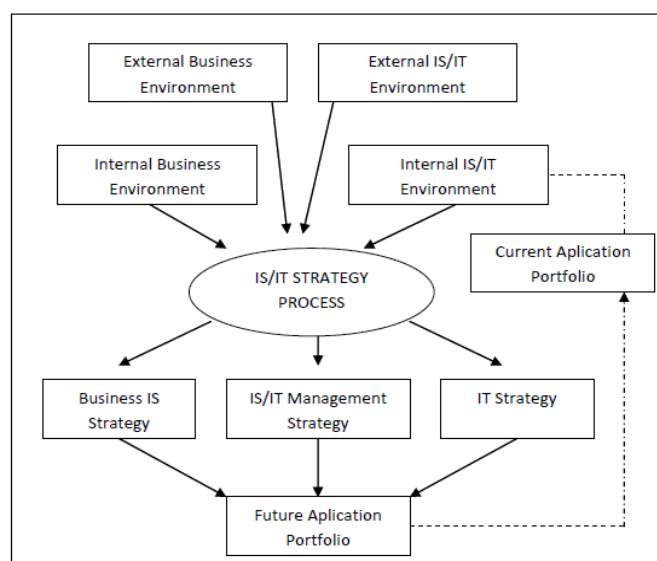 External Business
Environment
External IS/IT
Environment
Internal Business
Environment
Internal IS/IT
Environment
Current Aplication
Portfolio
IS/IT STRATEGY
PROCESS
Business IS
Strategy
IS/IT Management
Strategy
IT Strategy
Future Aplication
Portfolio